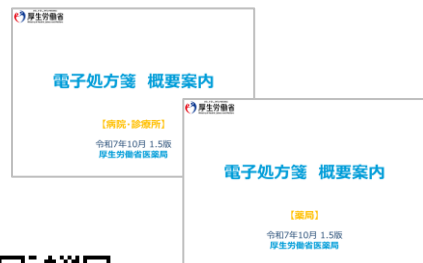 厚生労働省
電子処方箋 概要案内
【病院・診療所】
令和7年10月 1.5版
厚生労働省医薬局
厚生労働省
電子処方箋 概要案内
【薬局】
令和7年10月 1.5版
厚生労働省医薬局